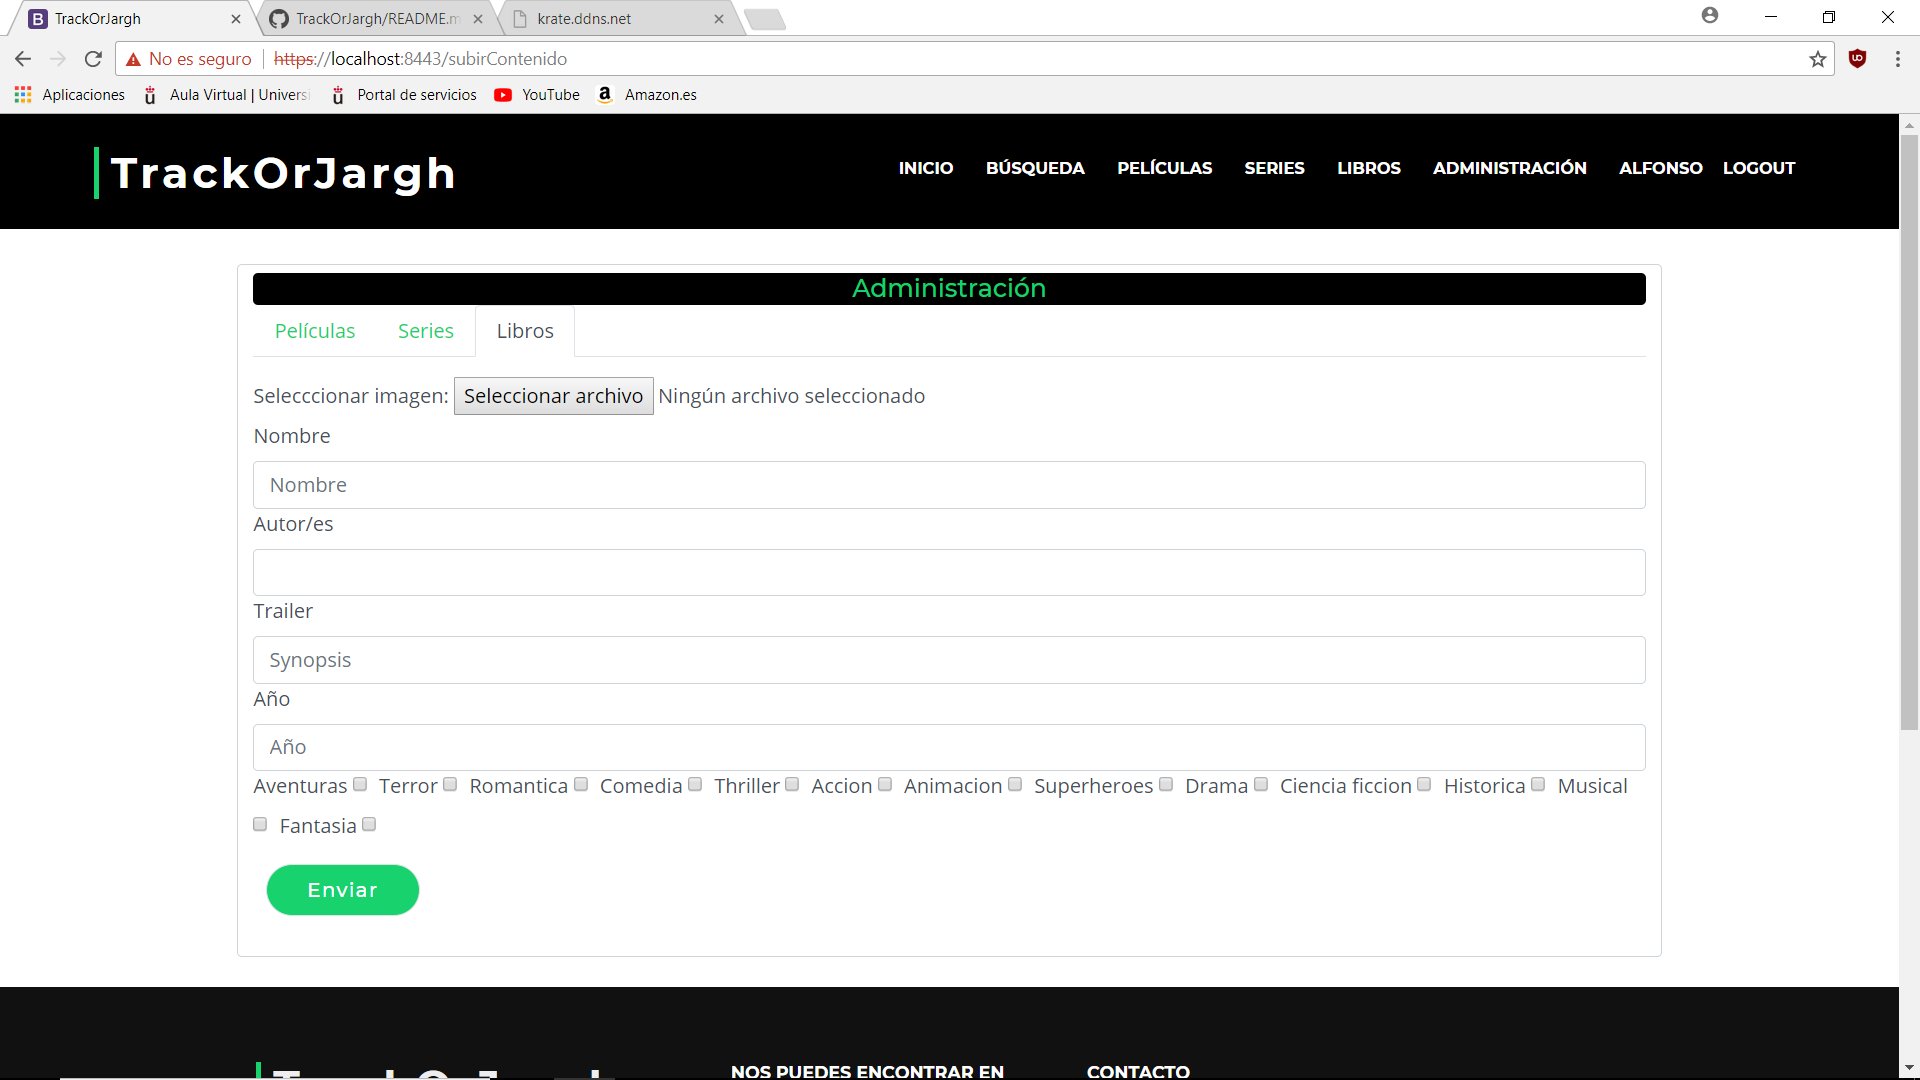 TrackOrJargh
TrackOrJargh/README.m
krate.ddns.net
No es seguro https://localhost:8443/subirContenido
Aplicaciones Aula Virtual | Universi Portal de servicios YouTube Amazon.es
TrackOrJargh INICIO BÚSQUEDA PELÍCULAS SERIES LIBROS ADMINISTRACIÓN ALFONSO LOGOUT
Administración
Películas Series Libros
Selecccionar imagen: Seleccionar archivo Ningún archivo seleccionado
Nombre
Nombre
Autor/es
Trailer
Synopsis
Año
Año
Aventuras Terror Romantica Comedia Thriller Accion Animacion Superheroes Drama Ciencia ficcion Historica Musical
Fantasia
Enviar
TrackOrJargh NOS PUEDES ENCONTRAR EN CONTACTO